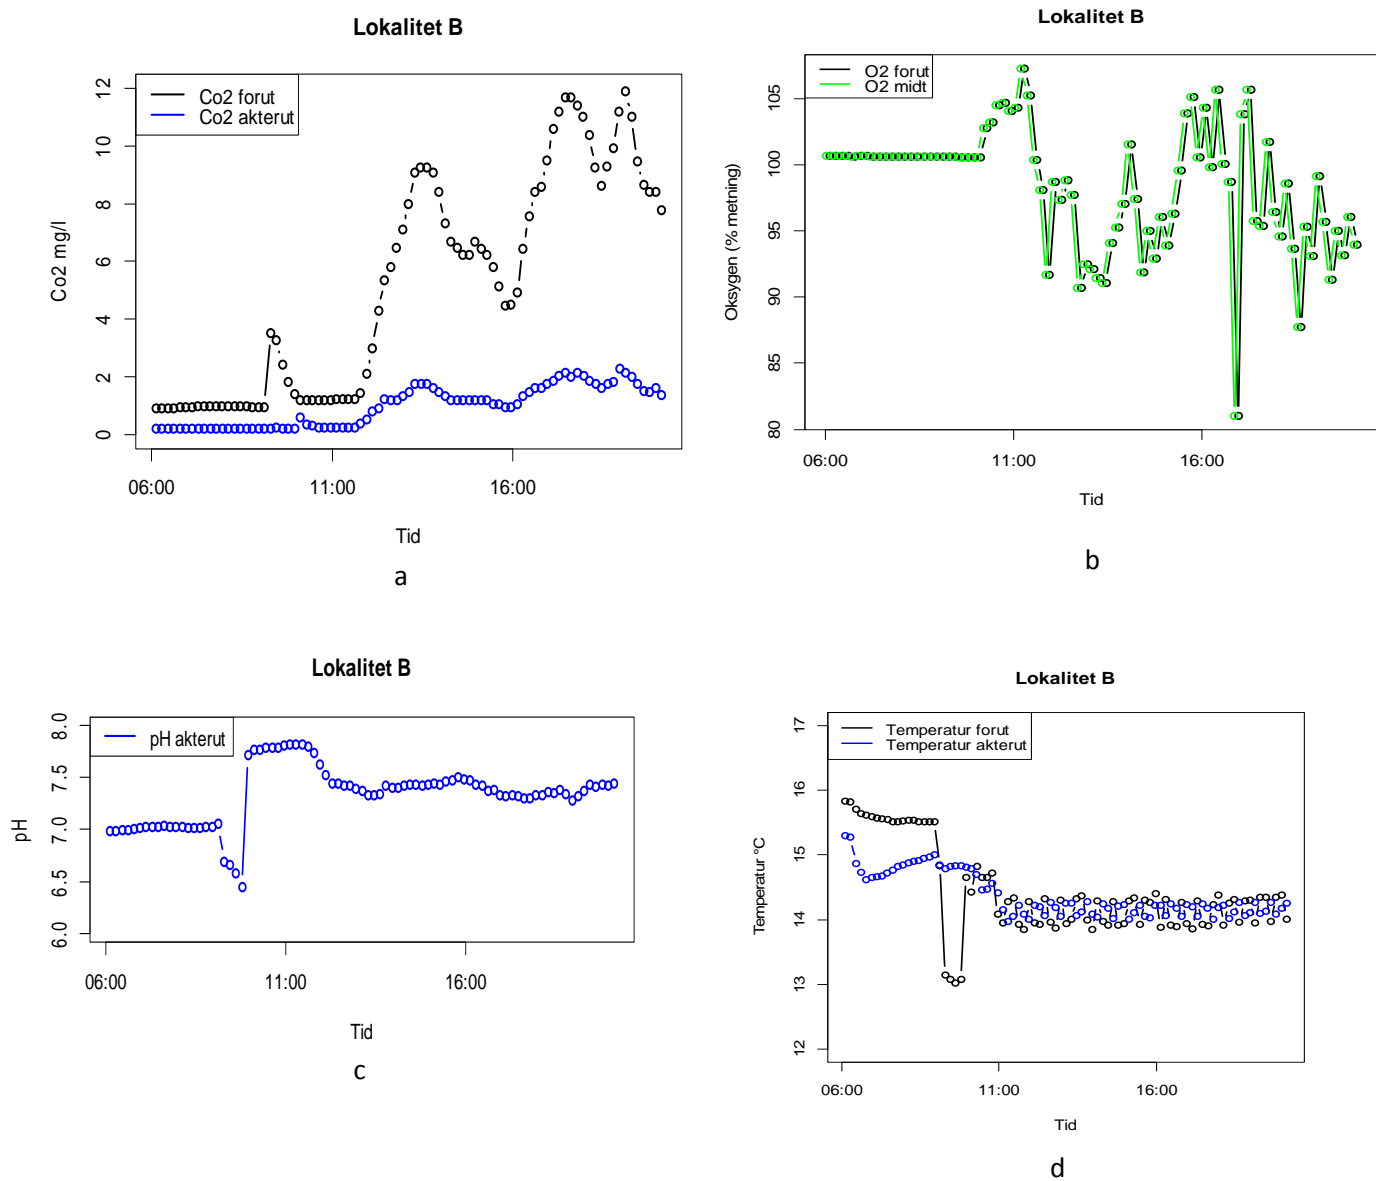 Lokalitet B
Co2 forut
Co2 akterut
Co2 mg/l
12
10
8
6
4
2
0
06:00 11:00 16:00
Tid
a
Lokalitet B
O2 forut
O2 midt
Oksygen (% metning)
105
100
95
90
85
80
06:00 11:00 16:00
Tid
b
Lokalitet B
pH akterut
pH
8.0
7.5
7.0
6.5
6.0
06:00 11:00 16:00
Tid
c
Lokalitet B
Temperatur forut
Temperatur akterut
Temperatur °C
17
16
15
14
13
12
06:00 11:00 16:00
Tid
d